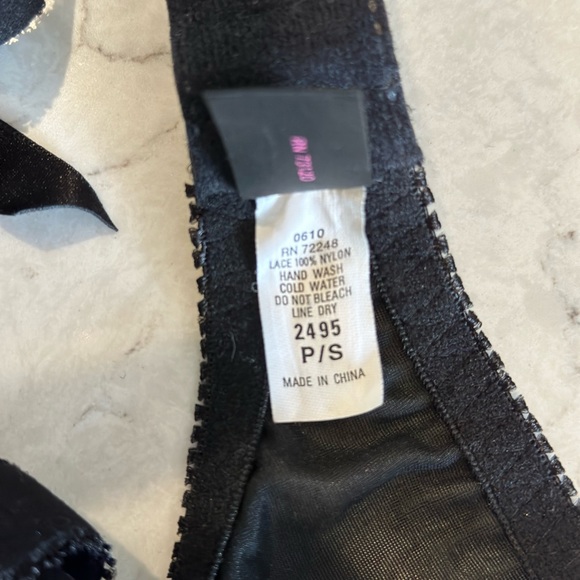 0610
RN 72248
LACE 100% NYLON
HAND WASH
COLD WATER
DO NOT BLEACH
LINE DRY
2495
P/S
MADE IN CHINA